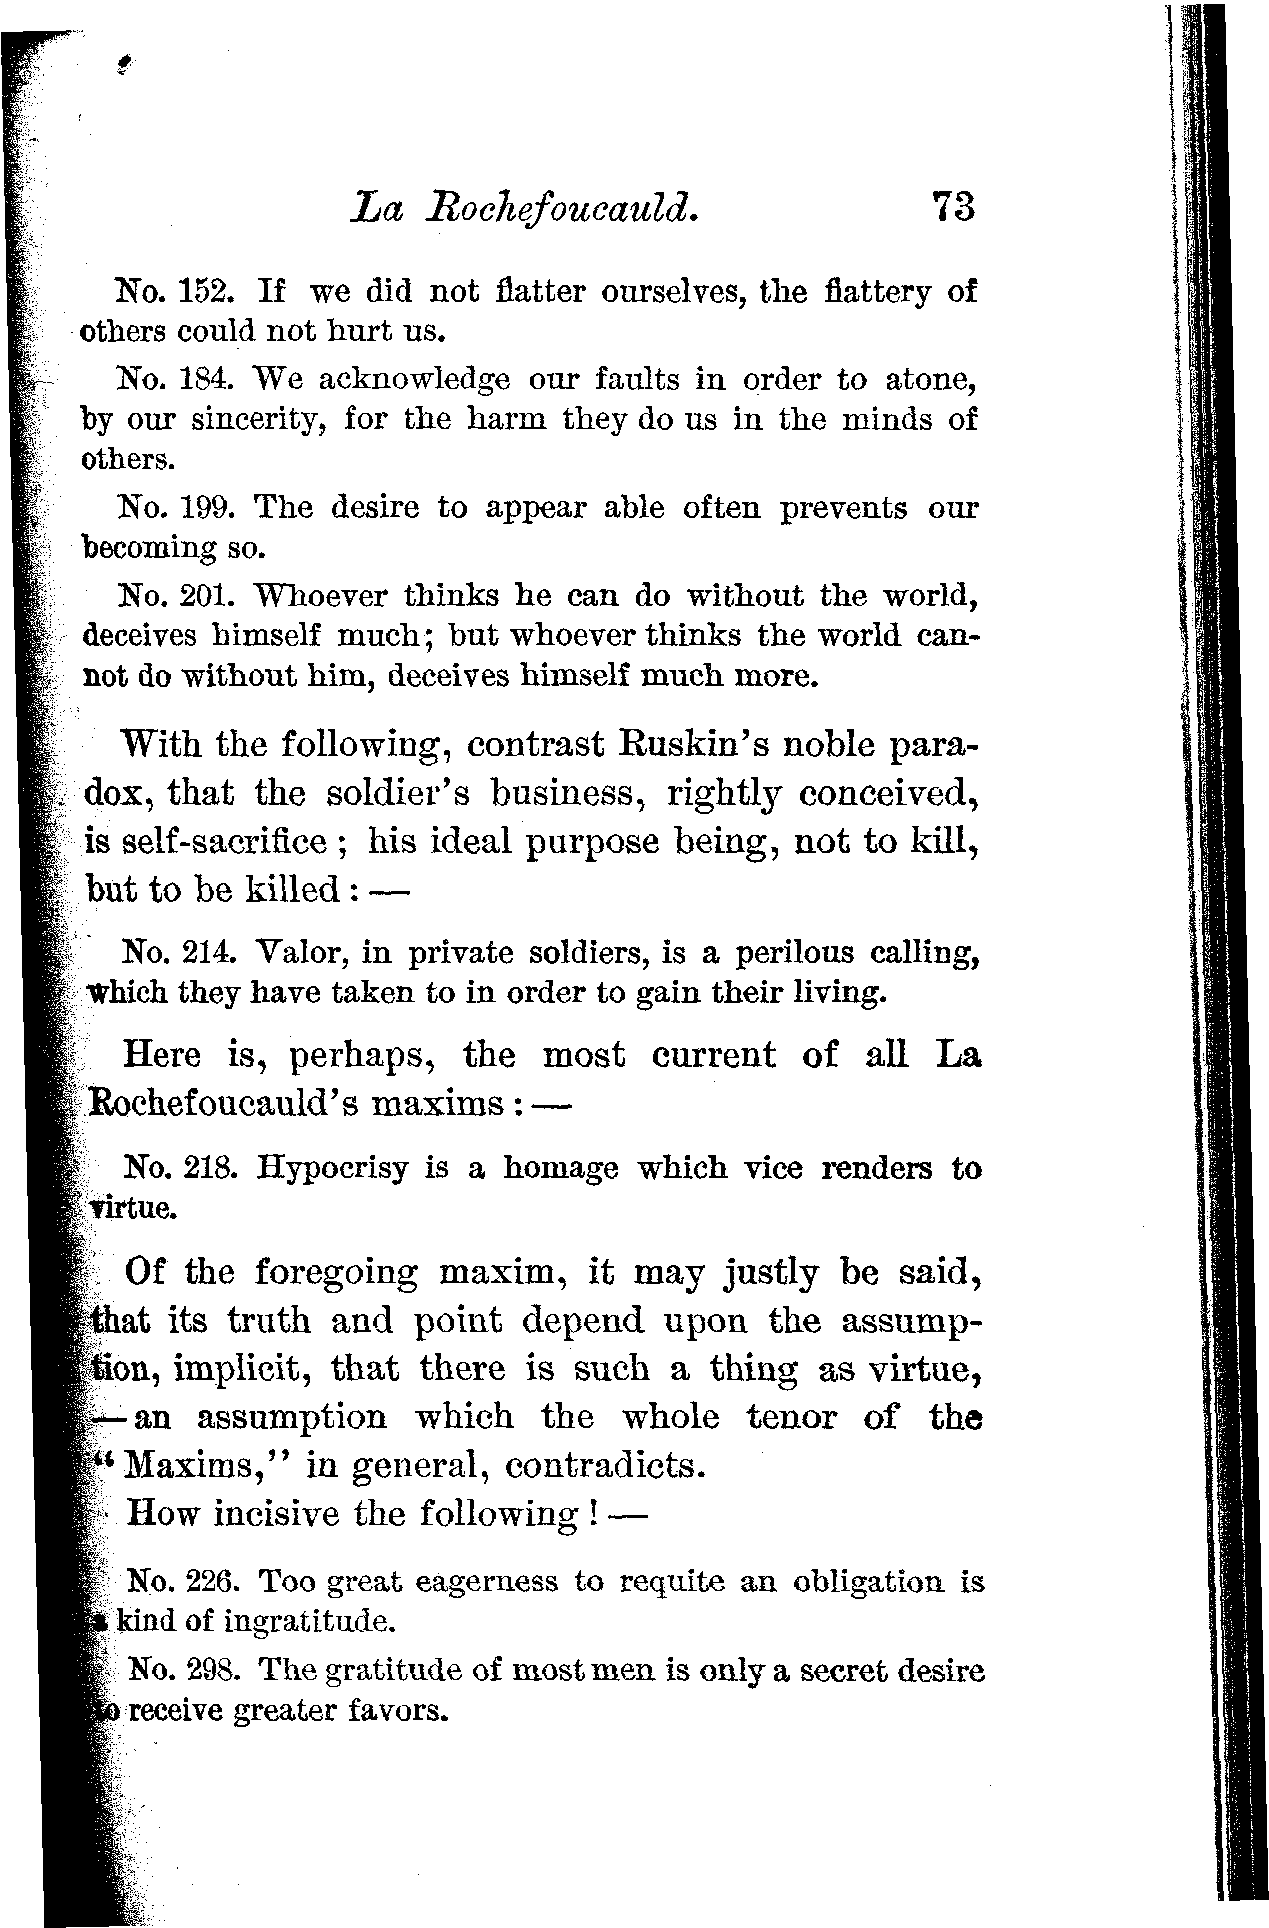 La Rochefoucauld. 73
No. 152. If we did not flatter ourselves, the flattery of
others could not hurt us.
No. 184. We acknowledge our faults in order to atone,
by our sincerity, for the harm they do us in the minds of
others.
No. 199. The desire to appear able often prevents our
becoming so.
No. 201. Whoever thinks he can do without the world,
deceives himself much; but whoever thinks the world can-
not do without him, deceives himself much more.
With the following, contrast Ruskin's noble para-
dox, that the soldier's business, rightly conceived,
is self-sacrifice; his ideal purpose being, not to kill,
but to be killed: —
No. 214. Valor, in private soldiers, is a perilous calling,
which they have taken to in order to gain their living.
Here is, perhaps, the most current of all La
Rochefoucauld's maxims: —
No. 218. Hypocrisy is a homage which vice renders to
virtue.
Of the foregoing maxim, it may justly be said,
that its truth and point depend upon the assump-
tion, implicit, that there is such a thing as virtue,
— an assumption which the whole tenor of the
"Maxims," in general, contradicts.
How incisive the following! —
No. 226. Too great eagerness to requite an obligation is
a kind of ingratitude.
No. 298. The gratitude of most men is only a secret desire
to receive greater favors.